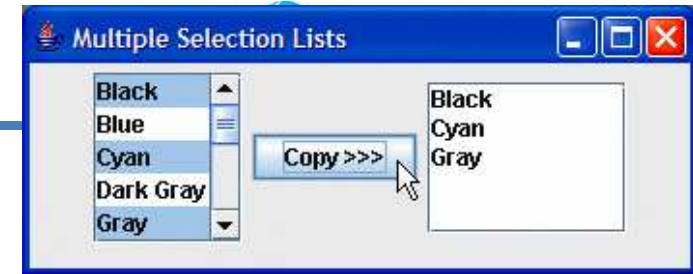 Multiple Selection Lists
Black
Blue
Cyan
Dark Gray
Gray
Copy >>>
Black
Cyan
Gray